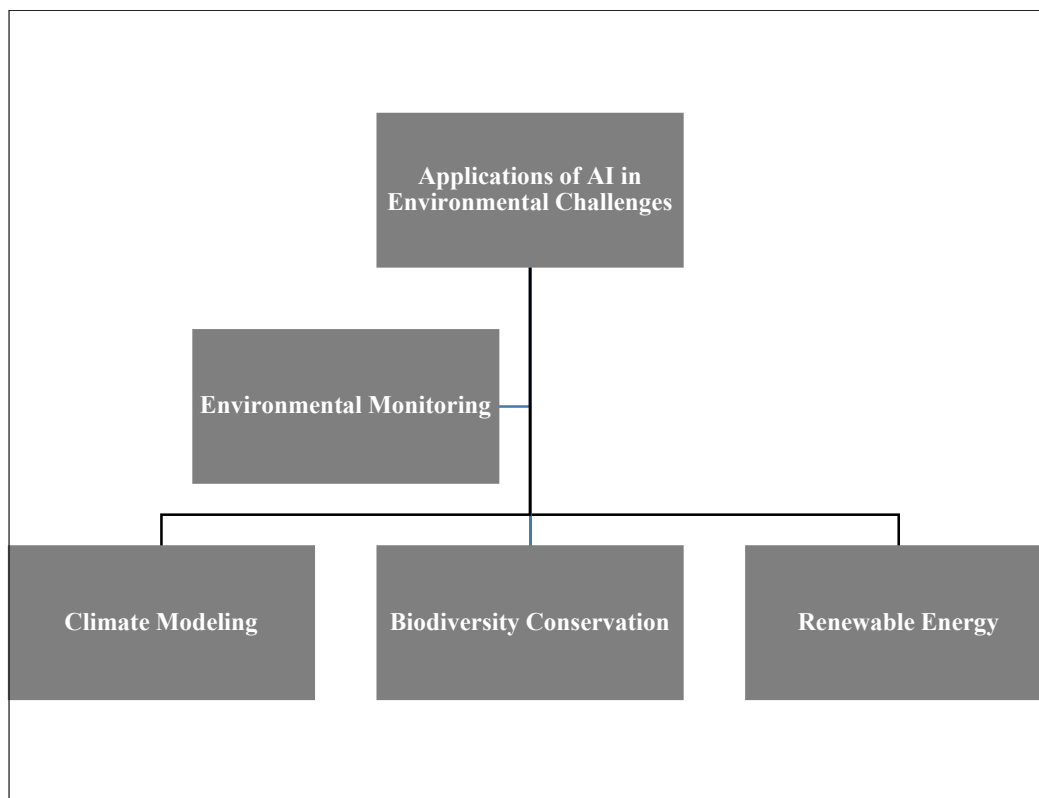 Applications of AI in
Environmental Challenges
Environmental Monitoring
Climate Modeling
Biodiversity Conservation
Renewable Energy